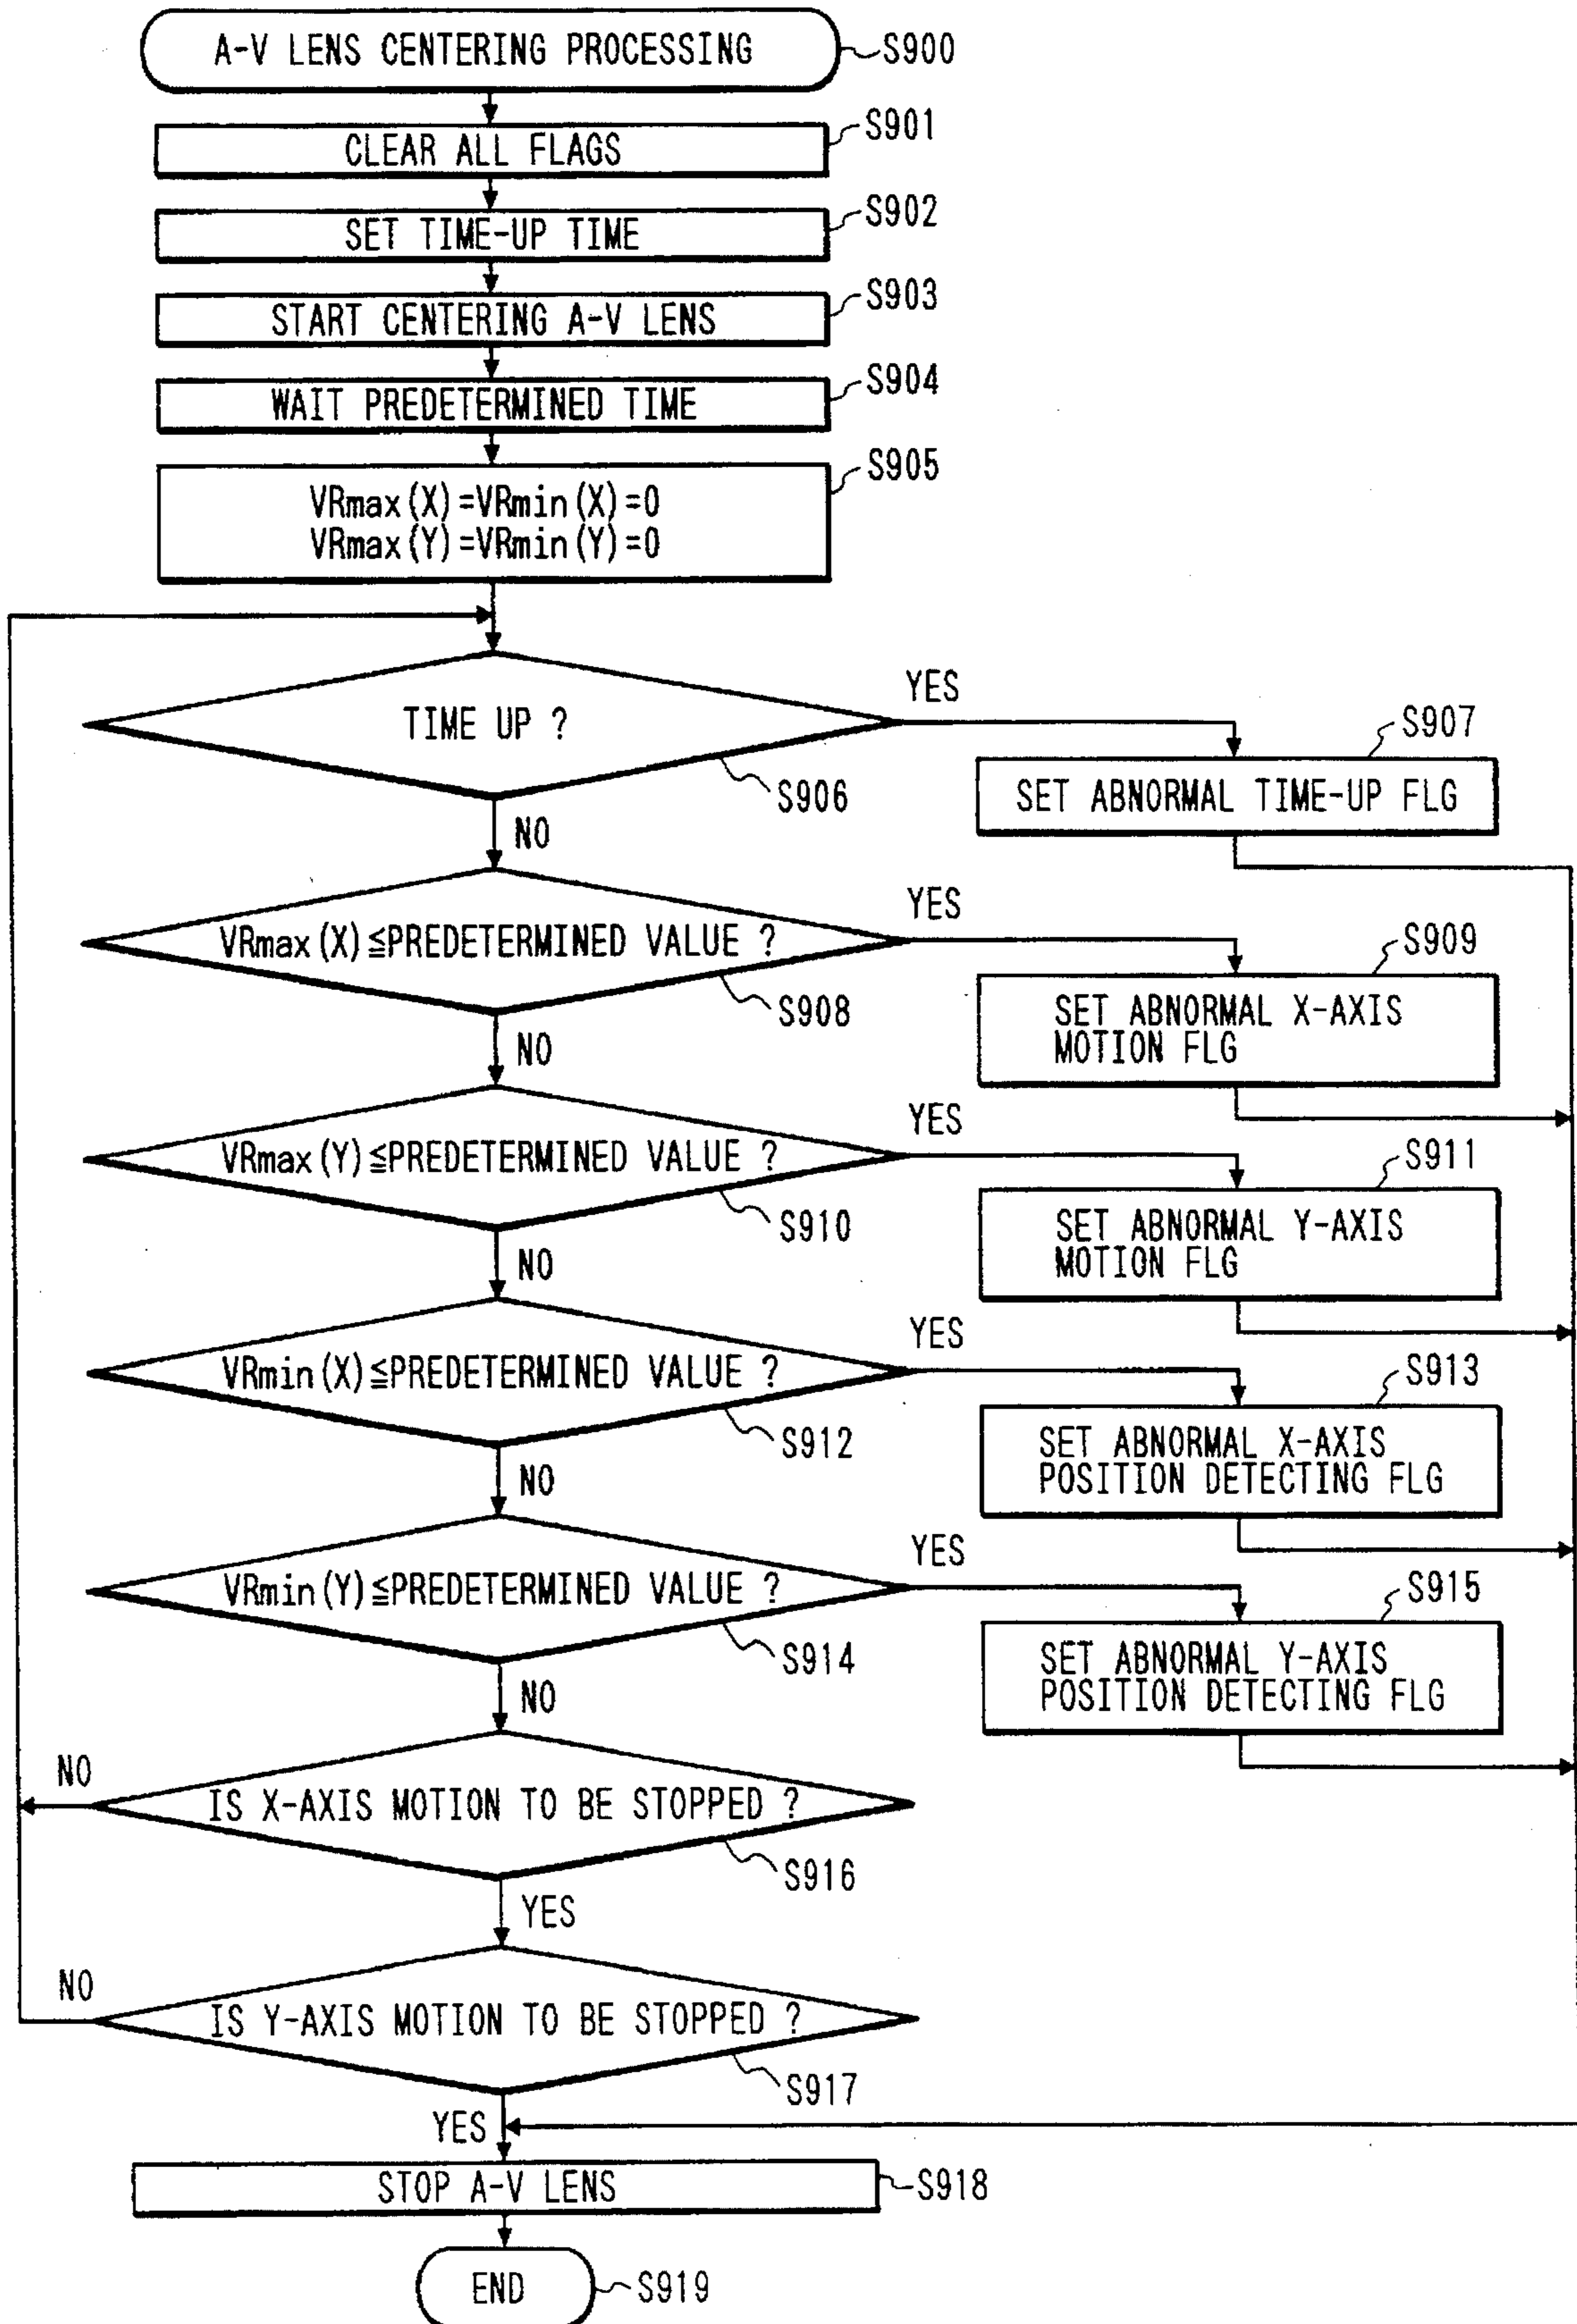 A-V LENS CENTERING PROCESSING
S900
S901
CLEAR ALL FLAGS
S902
SET TIME-UP TIME
S903
START CENTERING A-V LENS
S904
WAIT PREDETERMINED TIME
S905
VRmax(X)=VRmin(X)=0
VRmax(Y)=VRmin(Y)=0
TIME UP ?
YES
S906
NO
S907
SET ABNORMAL TIME-UP FLG
VRmax(X)≦PREDETERMINED VALUE ?
YES
S908
NO
S909
SET ABNORMAL X-AXIS
MOTION FLG
VRmax(Y)≦PREDETERMINED VALUE ?
YES
S910
NO
S911
SET ABNORMAL Y-AXIS
MOTION FLG
VRmin(X)≦PREDETERMINED VALUE ?
YES
S912
NO
S913
SET ABNORMAL X-AXIS
POSITION DETECTING FLG
VRmin(Y)≦PREDETERMINED VALUE ?
YES
S914
NO
S915
SET ABNORMAL Y-AXIS
POSITION DETECTING FLG
NO
IS X-AXIS MOTION TO BE STOPPED ?
S916
YES
NO
IS Y-AXIS MOTION TO BE STOPPED ?
S917
YES
STOP A-V LENS
S918
END
S919